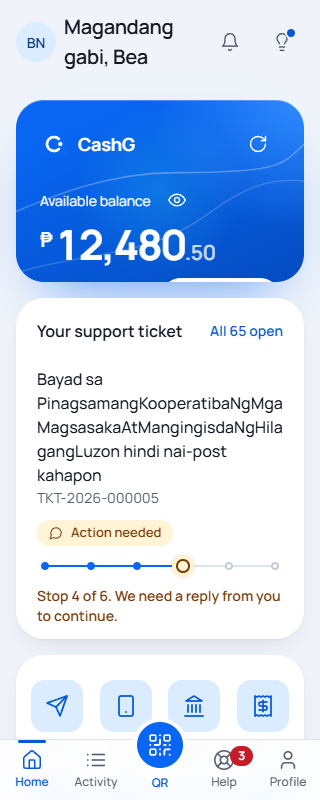 BN
Magandang
gabi, Bea
CashG
Available balance
₱12,480.50
Your support ticket
All 65 open
Bayad sa
PinagsamangKooperatibaNgMga
MagsasakaAtMangingisdaNgHila
gangLuzon hindi nai-post
kahapon
TKT-2026-000005
Action needed
Stop 4 of 6. We need a reply from you
to continue.
3
Home
Activity
QR
Help
Profile